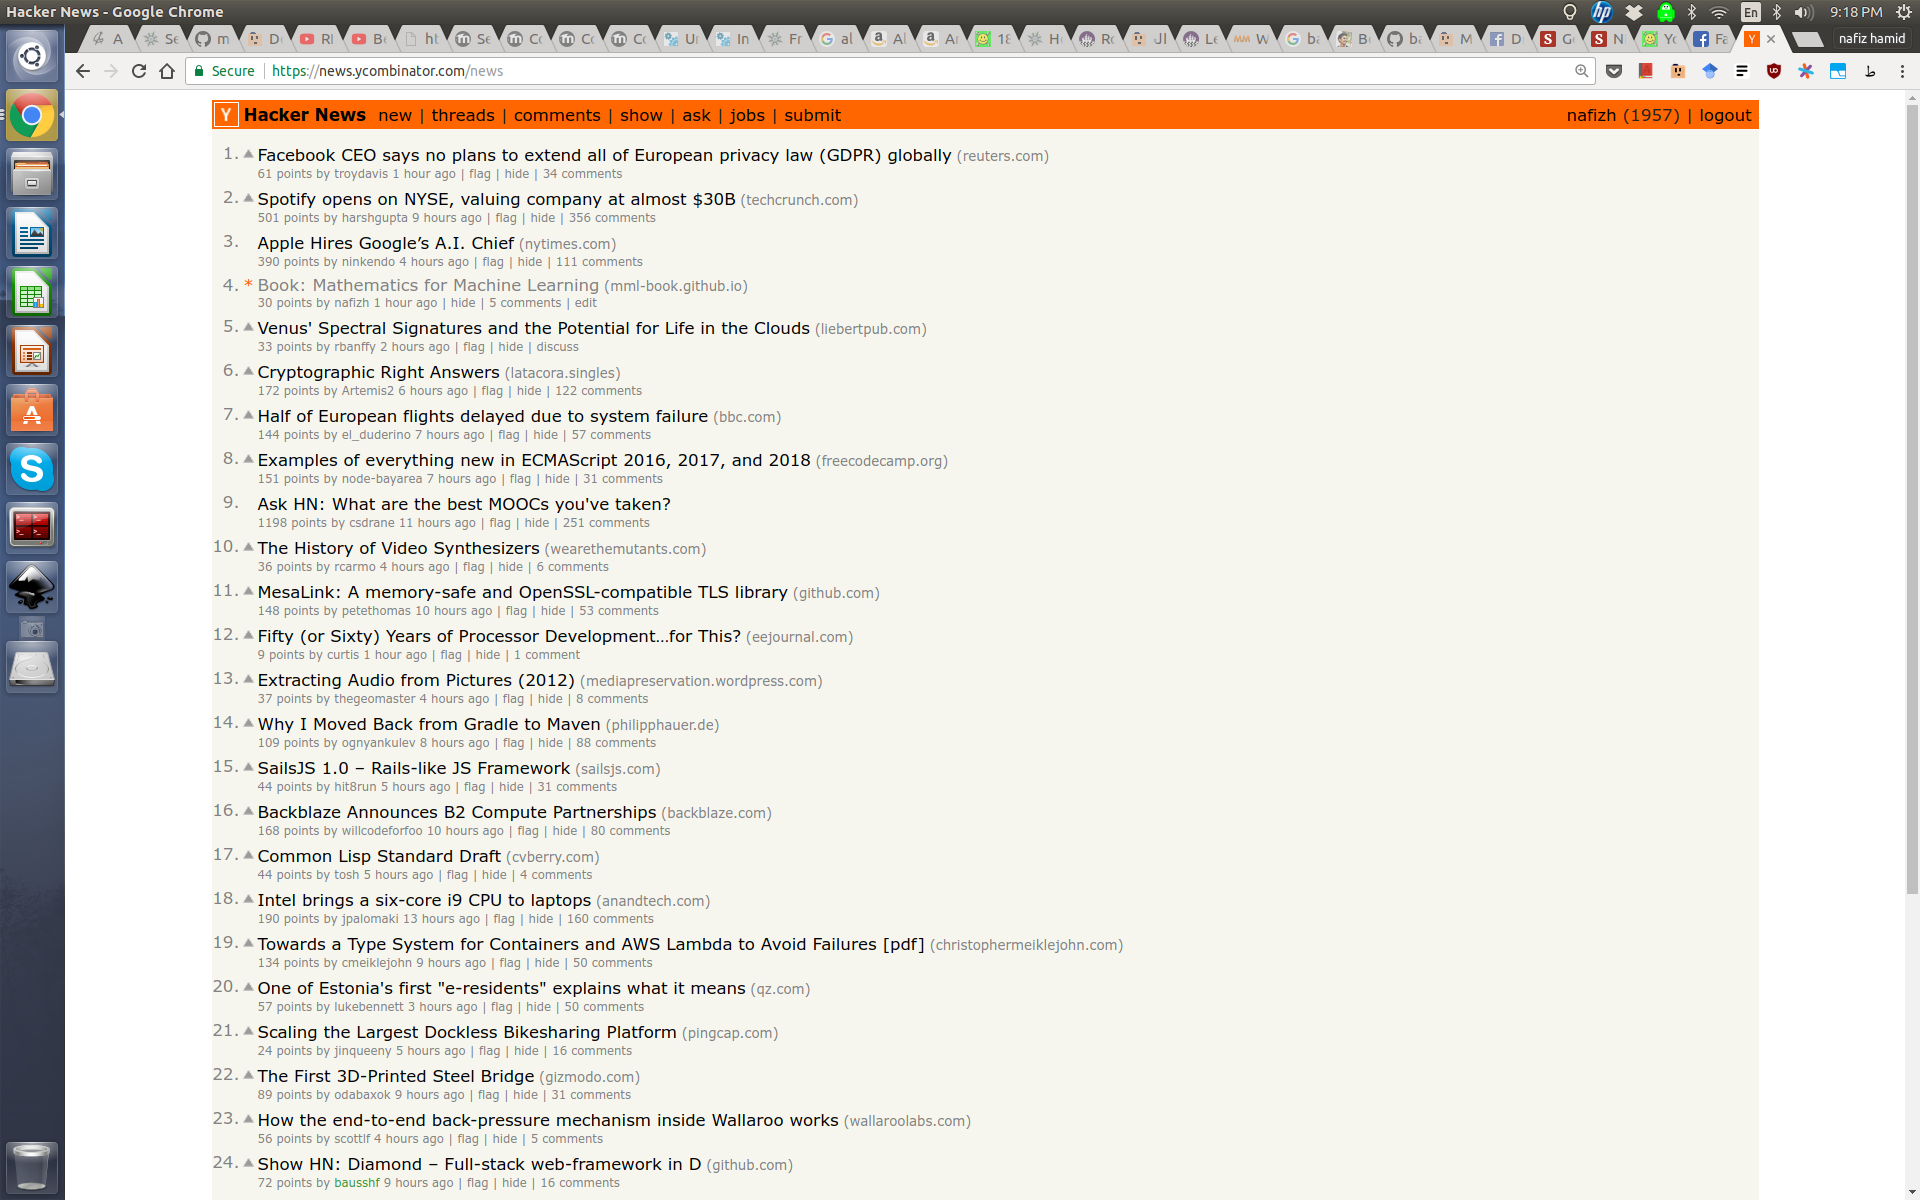 Hacker News - Google Chrome
En
9:18 PM
nafiz hamid
Secure | https://news.ycombinator.com/news
Y Hacker News new | threads | comments | show | ask | jobs | submit
nafizh (1957) | logout
1. Facebook CEO says no plans to extend all of European privacy law (GDPR) globally (reuters.com)
61 points by troydavis 1 hour ago | flag | hide | 34 comments
2. Spotify opens on NYSE, valuing company at almost $30B (techcrunch.com)
501 points by harshgupta 9 hours ago | flag | hide | 356 comments
3. Apple Hires Google’s A.I. Chief (nytimes.com)
390 points by ninkendo 4 hours ago | flag | hide | 111 comments
4. * Book: Mathematics for Machine Learning (mml-book.github.io)
30 points by nafizh 1 hour ago | hide | 5 comments | edit
5. Venus' Spectral Signatures and the Potential for Life in the Clouds (liebertpub.com)
33 points by rbanffy 2 hours ago | flag | hide | discuss
6. Cryptographic Right Answers (latacora.singles)
172 points by Artemis2 6 hours ago | flag | hide | 122 comments
7. Half of European flights delayed due to system failure (bbc.com)
144 points by el_duderino 7 hours ago | flag | hide | 57 comments
8. Examples of everything new in ECMAScript 2016, 2017, and 2018 (freecodecamp.org)
151 points by node-bayarea 7 hours ago | flag | hide | 31 comments
9. Ask HN: What are the best MOOCs you've taken?
1198 points by csdrane 11 hours ago | flag | hide | 251 comments
10. The History of Video Synthesizers (wearethemutants.com)
36 points by rcarmo 4 hours ago | flag | hide | 6 comments
11. MesaLink: A memory-safe and OpenSSL-compatible TLS library (github.com)
148 points by petethomas 10 hours ago | flag | hide | 53 comments
12. Fifty (or Sixty) Years of Processor Development…for This? (eejournal.com)
9 points by curtis 1 hour ago | flag | hide | 1 comment
13. Extracting Audio from Pictures (2012) (mediapreservation.wordpress.com)
37 points by thegeomaster 4 hours ago | flag | hide | 8 comments
14. Why I Moved Back from Gradle to Maven (philipphauer.de)
109 points by ognyankulev 8 hours ago | flag | hide | 88 comments
15. SailsJS 1.0 – Rails-like JS Framework (sailsjs.com)
44 points by hit8run 5 hours ago | flag | hide | 31 comments
16. Backblaze Announces B2 Compute Partnerships (backblaze.com)
168 points by willcodeforfoo 10 hours ago | flag | hide | 80 comments
17. Common Lisp Standard Draft (cvberry.com)
44 points by tosh 5 hours ago | flag | hide | 4 comments
18. Intel brings a six-core i9 CPU to laptops (anandtech.com)
190 points by jpalomaki 13 hours ago | flag | hide | 160 comments
19. Towards a Type System for Containers and AWS Lambda to Avoid Failures [pdf] (christophermeiklejohn.com)
134 points by cmeiklejohn 9 hours ago | flag | hide | 50 comments
20. One of Estonia's first "e-residents" explains what it means (qz.com)
57 points by lukebennett 3 hours ago | flag | hide | 50 comments
21. Scaling the Largest Dockless Bikesharing Platform (pingcap.com)
24 points by jinqueeny 5 hours ago | flag | hide | 16 comments
22. The First 3D-Printed Steel Bridge (gizmodo.com)
89 points by odabaxok 9 hours ago | flag | hide | 31 comments
23. How the end-to-end back-pressure mechanism inside Wallaroo works (wallaroolabs.com)
56 points by scottlf 4 hours ago | flag | hide | 5 comments
24. Show HN: Diamond – Full-stack web-framework in D (github.com)
72 points by bausshf 9 hours ago | flag | hide | 16 comments